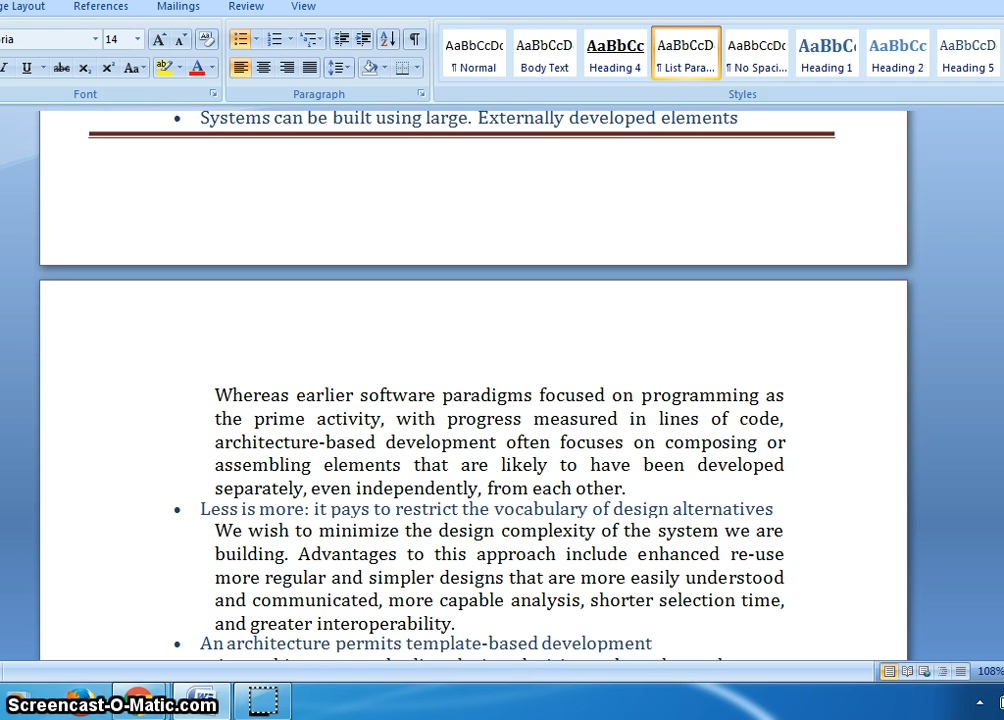 ge Layout References Mailings Review View
ria 14 A A
I U abc x₂ x² Aa ab A
Font Paragraph Styles
AaBbCcDc AaBbCcD AaBbCc AaBbCcD AaBbCcDc AaBbC AaBbCc AaBbCcD
¶ Normal Body Text Heading 4 ¶ List Para... ¶ No Spaci... Heading 1 Heading 2 Heading 5
• Systems can be built using large. Externally developed elements
Whereas earlier software paradigms focused on programming as
the prime activity, with progress measured in lines of code,
architecture-based development often focuses on composing or
assembling elements that are likely to have been developed
separately, even independently, from each other.
• Less is more: it pays to restrict the vocabulary of design alternatives
We wish to minimize the design complexity of the system we are
building. Advantages to this approach include enhanced re-use
more regular and simpler designs that are more easily understood
and communicated, more capable analysis, shorter selection time,
and greater interoperability.
• An architecture permits template-based development
108%
Screencast-O-Matic.com